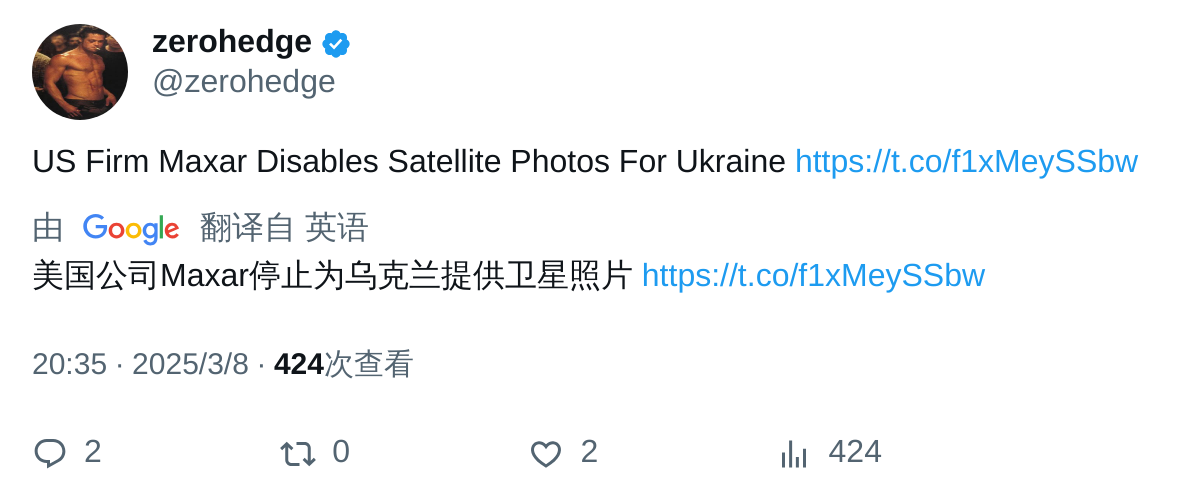 zerohedge
@zerohedge
US Firm Maxar Disables Satellite Photos For Ukraine https://t.co/f1xMeySSbw
由 Google 翻译自 英语
美国公司Maxar停止为乌克兰提供卫星照片 https://t.co/f1xMeySSbw
20:35 · 2025/3/8 · 424次查看
2 0 2 424